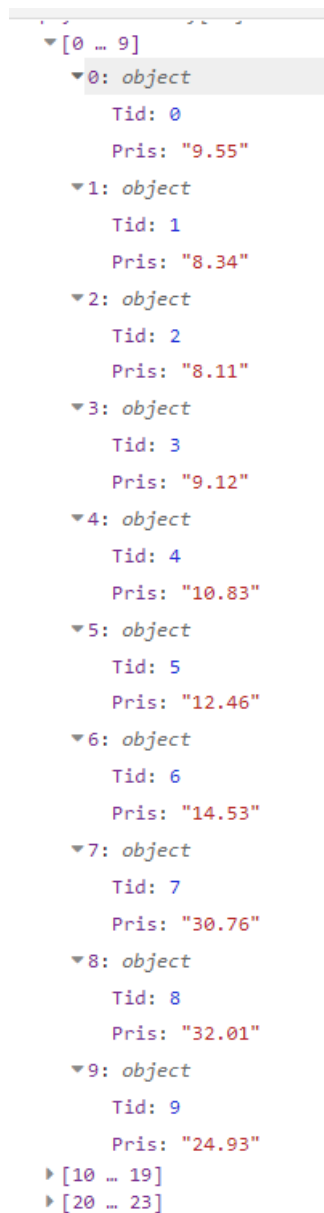 [0 … 9]
0: object
Tid: 0
Pris: "9.55"
1: object
Tid: 1
Pris: "8.34"
2: object
Tid: 2
Pris: "8.11"
3: object
Tid: 3
Pris: "9.12"
4: object
Tid: 4
Pris: "10.83"
5: object
Tid: 5
Pris: "12.46"
6: object
Tid: 6
Pris: "14.53"
7: object
Tid: 7
Pris: "30.76"
8: object
Tid: 8
Pris: "32.01"
9: object
Tid: 9
Pris: "24.93"
[10 … 19]
[20 … 23]